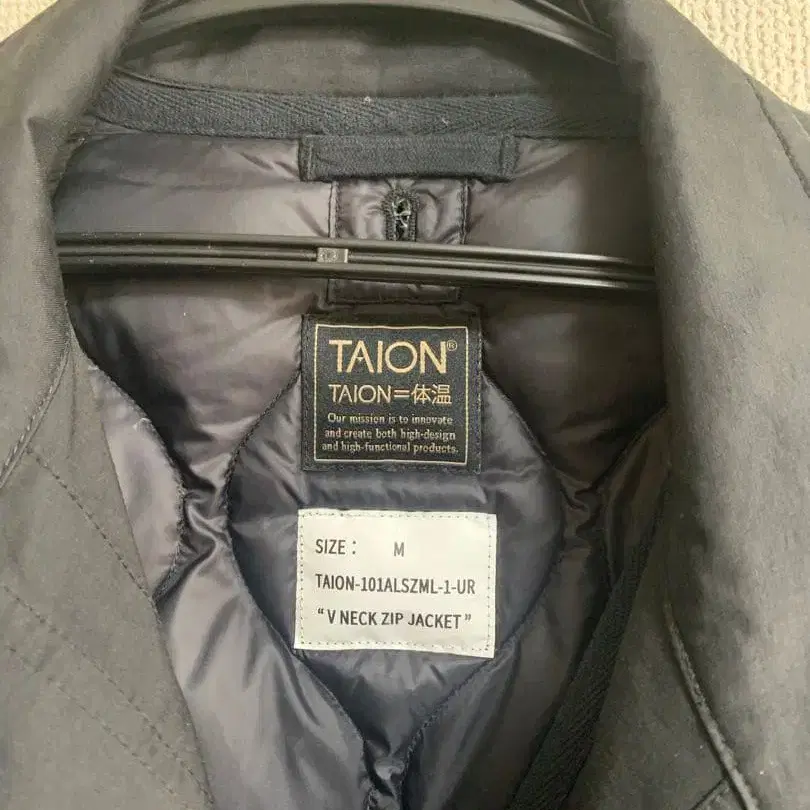 TAION®
TAION=体温
Our mission is to innovate
and create both high-design
and high-functional products.
SIZE: M
TAION-101ALSZML-1-UR
“V NECK ZIP JACKET”